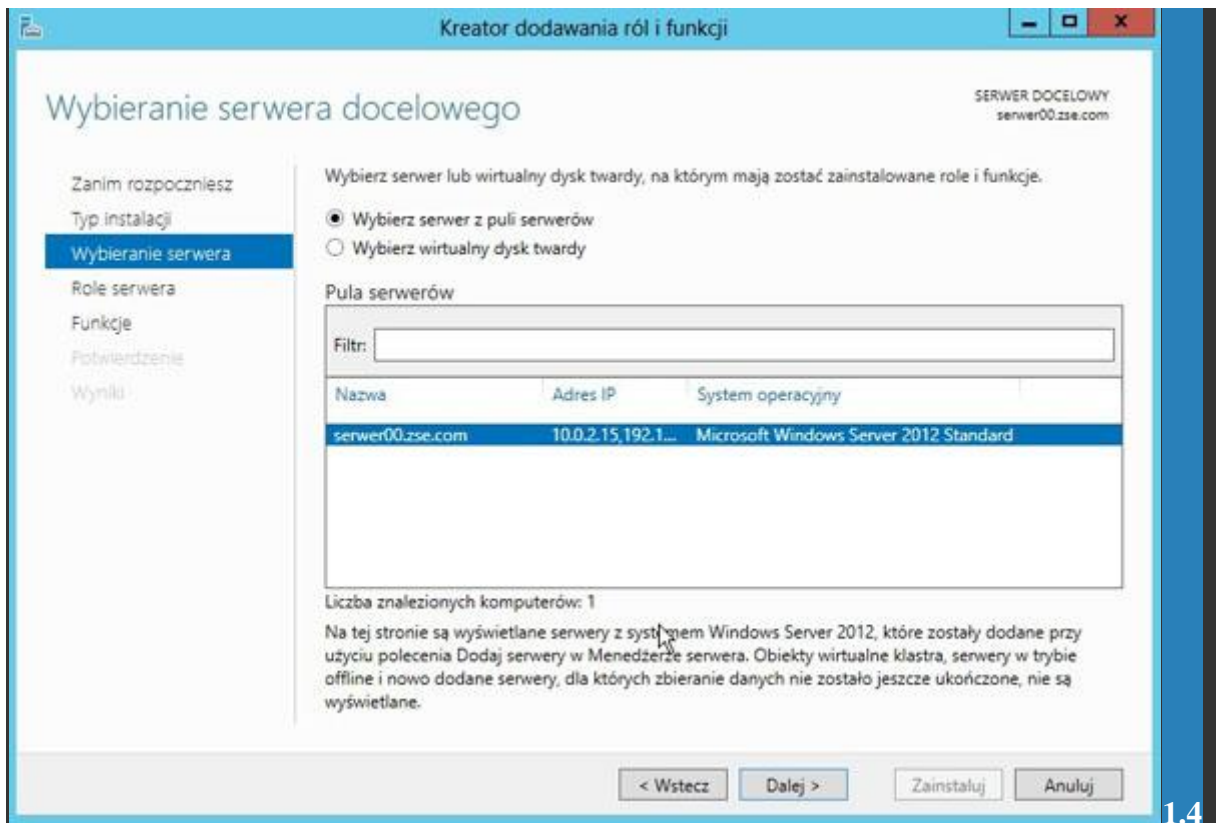 Kreator dodawania ról i funkcji
Wybieranie serwera docelowego
SERWER DOCELOWY
serwer00.zse.com
Zanim rozpoczniesz
Typ instalacji
Wybieranie serwera
Role serwera
Funkcje
Potwierdzenie
Wyniki
Wybierz serwer lub wirtualny dysk twardy, na którym mają zostać zainstalowane role i funkcje.
Wybierz serwer z puli serwerów
Wybierz wirtualny dysk twardy
Pula serwerów
Filtr:
Nazwa Adres IP System operacyjny
serwer00.zse.com 10.0.2.15,192.1... Microsoft Windows Server 2012 Standard
Liczba znalezionych komputerów: 1
Na tej stronie są wyświetlane serwery z systemem Windows Server 2012, które zostały dodane przy
użyciu polecenia Dodaj serwery w Menedżerze serwera. Obiekty wirtualne klastra, serwery w trybie
offline i nowo dodane serwery, dla których zbieranie danych nie zostało jeszcze ukończone, nie są
wyświetlane.
< Wstecz Dalej > Zainstaluj Anuluj
1.4